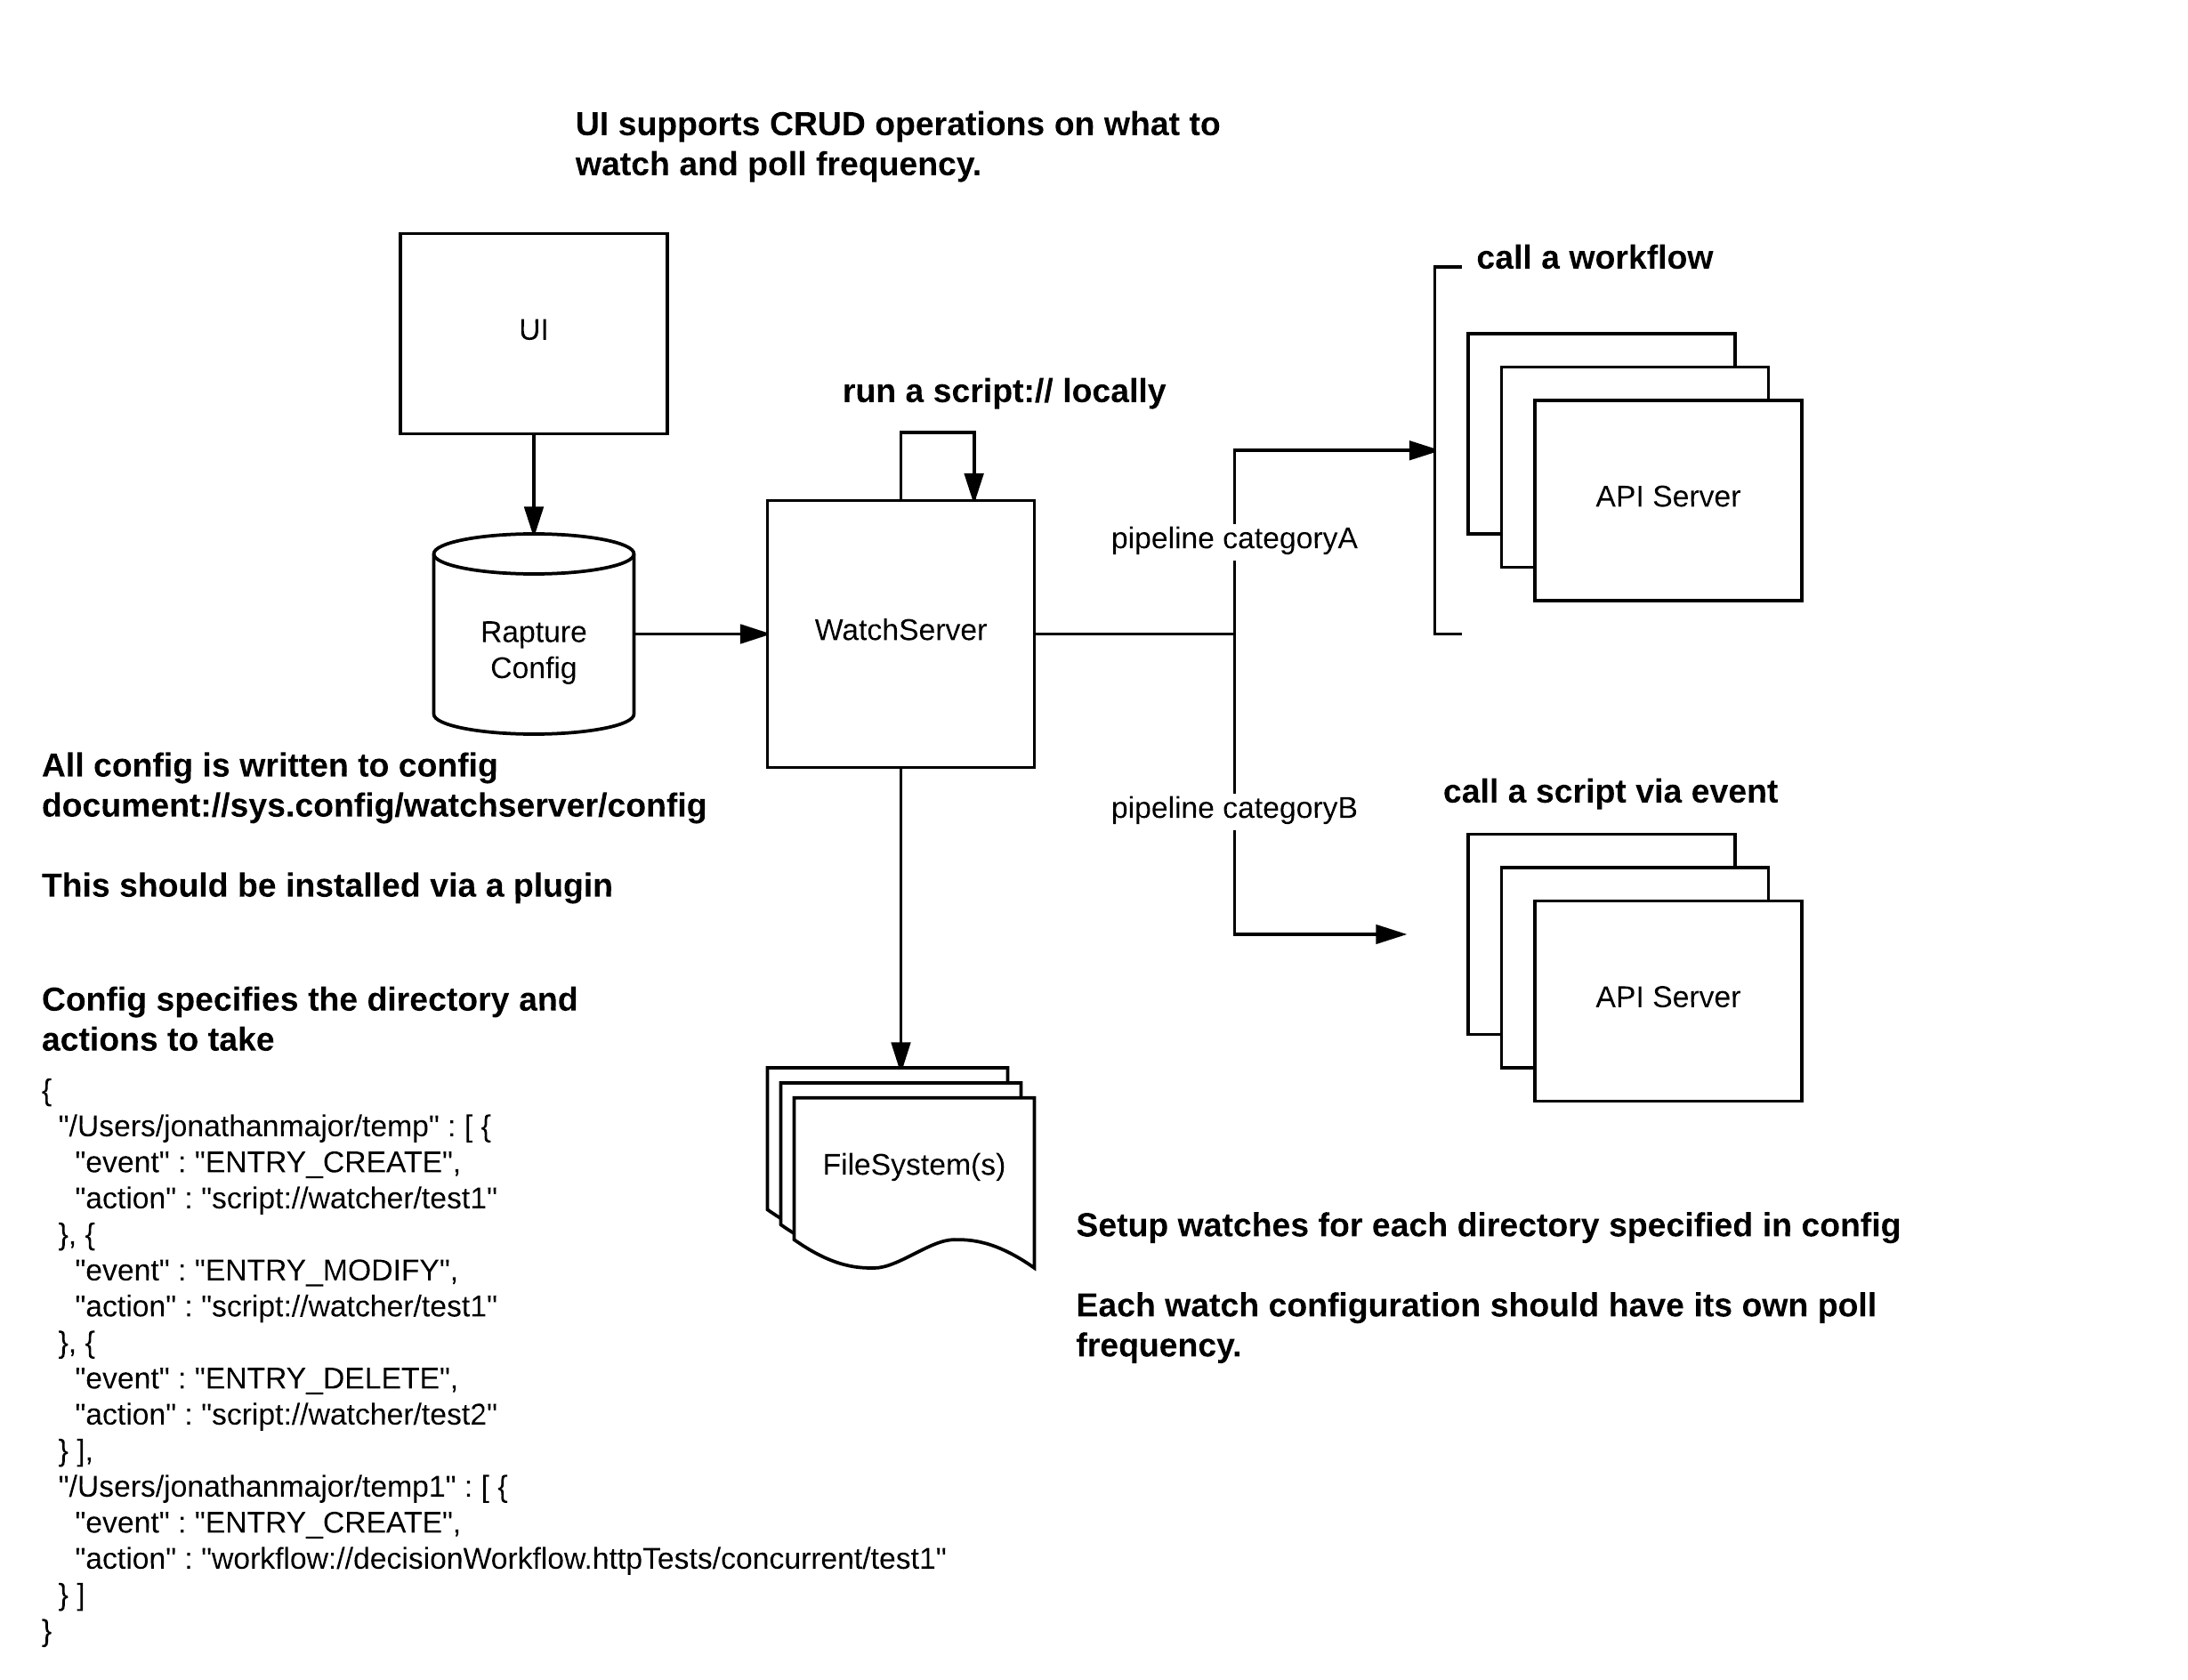 UI supports CRUD operations on what to
watch and poll frequency.
call a workflow
UI
run a script:// locally
API Server
pipeline categoryA
Rapture
Config
WatchServer
All config is written to config
document://sys.config/watchserver/config
This should be installed via a plugin
pipeline categoryB
call a script via event
API Server
Config specifies the directory and
actions to take
{
"/Users/jonathanmajor/temp" : [ {
"event" : "ENTRY_CREATE",
"action" : "script://watcher/test1"
}, {
"event" : "ENTRY_MODIFY",
"action" : "script://watcher/test1"
}, {
"event" : "ENTRY_DELETE",
"action" : "script://watcher/test2"
} ],
"/Users/jonathanmajor/temp1" : [ {
"event" : "ENTRY_CREATE",
"action" : "workflow://decisionWorkflow.httpTests/concurrent/test1"
} ]
}
FileSystem(s)
Setup watches for each directory specified in config
Each watch configuration should have its own poll
frequency.